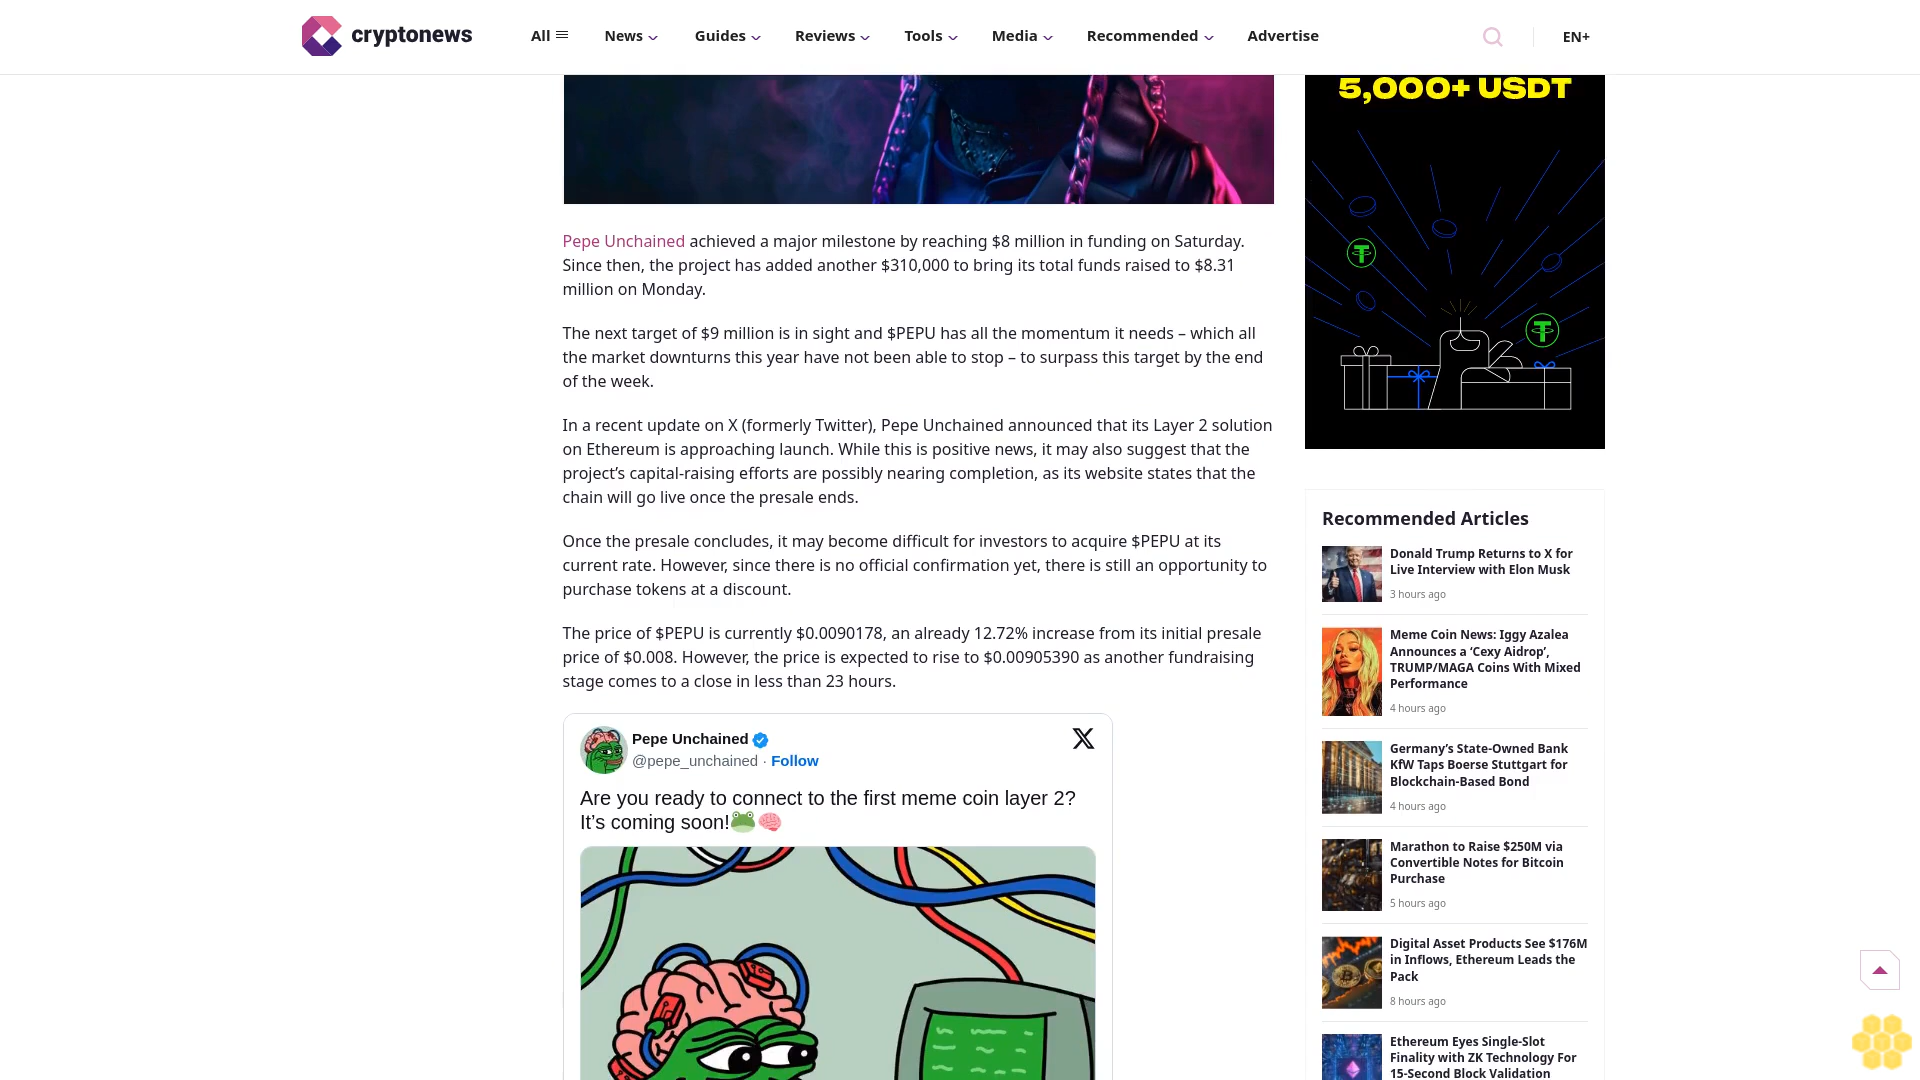 cryptonews
All
News
Guides
Reviews
Tools
Media
Recommended
Advertise
EN+
5,000+ USDT
Pepe Unchained achieved a major milestone by reaching $8 million in funding on Saturday.
Since then, the project has added another $310,000 to bring its total funds raised to $8.31
million on Monday.
The next target of $9 million is in sight and $PEPU has all the momentum it needs – which all
the market downturns this year have not been able to stop – to surpass this target by the end
of the week.
In a recent update on X (formerly Twitter), Pepe Unchained announced that its Layer 2 solution
on Ethereum is approaching launch. While this is positive news, it may also suggest that the
project’s capital-raising efforts are possibly nearing completion, as its website states that the
chain will go live once the presale ends.
Once the presale concludes, it may become difficult for investors to acquire $PEPU at its
current rate. However, since there is no official confirmation yet, there is still an opportunity to
purchase tokens at a discount.
The price of $PEPU is currently $0.0090178, an already 12.72% increase from its initial presale
price of $0.008. However, the price is expected to rise to $0.00905390 as another fundraising
stage comes to a close in less than 23 hours.
Pepe Unchained
@pepe_unchained · Follow
Are you ready to connect to the first meme coin layer 2?
It’s coming soon!🐸🧠
Recommended Articles
Donald Trump Returns to X for
Live Interview with Elon Musk
3 hours ago
Meme Coin News: Iggy Azalea
Announces a ‘Cexy Aidrop’,
TRUMP/MAGA Coins With Mixed
Performance
4 hours ago
Germany’s State-Owned Bank
KfW Taps Boerse Stuttgart for
Blockchain-Based Bond
4 hours ago
Marathon to Raise $250M via
Convertible Notes for Bitcoin
Purchase
5 hours ago
Digital Asset Products See $176M
in Inflows, Ethereum Leads the
Pack
8 hours ago
Ethereum Eyes Single-Slot
Finality with ZK Technology For
15-Second Block Validation